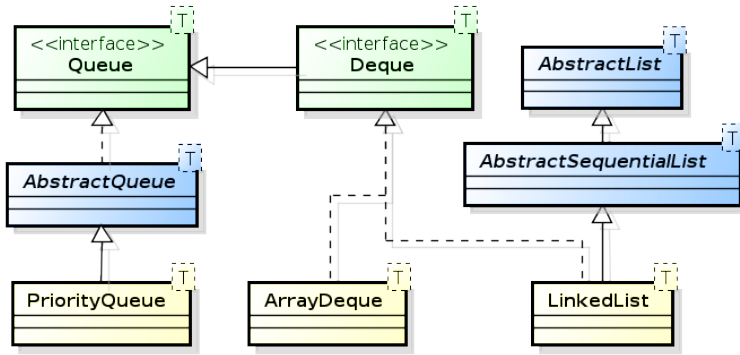 T
<<interface>>
Queue
T
<<interface>>
Deque
T
AbstractList
T
AbstractQueue
T
AbstractSequentialList
T
PriorityQueue
T
ArrayDeque
T
LinkedList